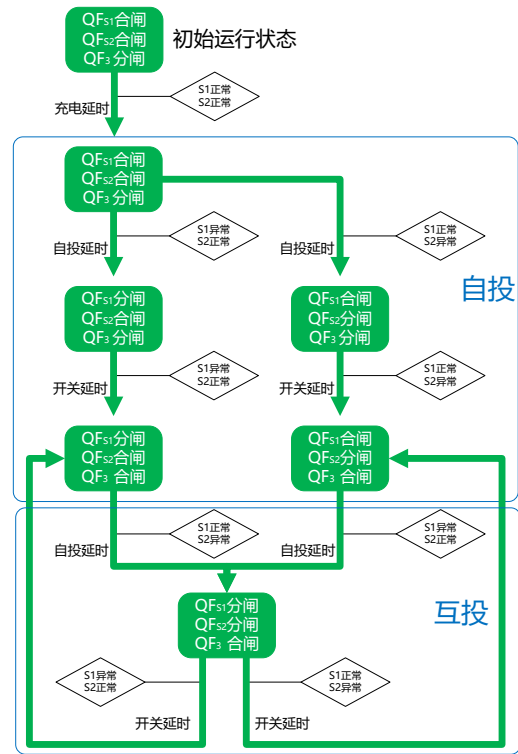 QFS1合闸
QFS2合闸
QF3 分闸
初始运行状态
S1正常
S2正常
充电延时
QFS1合闸
QFS2合闸
QF3 分闸
S1异常
S2正常
自投延时
S1正常
S2异常
自投延时
自投
QFS1分闸
QFS2合闸
QF3 分闸
QFS1合闸
QFS2分闸
QF3 分闸
S1异常
S2正常
开关延时
S1正常
S2异常
开关延时
QFS1分闸
QFS2合闸
QF3 合闸
QFS1合闸
QFS2分闸
QF3 合闸
S1正常
S2异常
自投延时
S1异常
S2正常
自投延时
QFS1分闸
QFS2分闸
QF3 合闸
互投
S1异常
S2正常
S1正常
S2异常
开关延时
开关延时